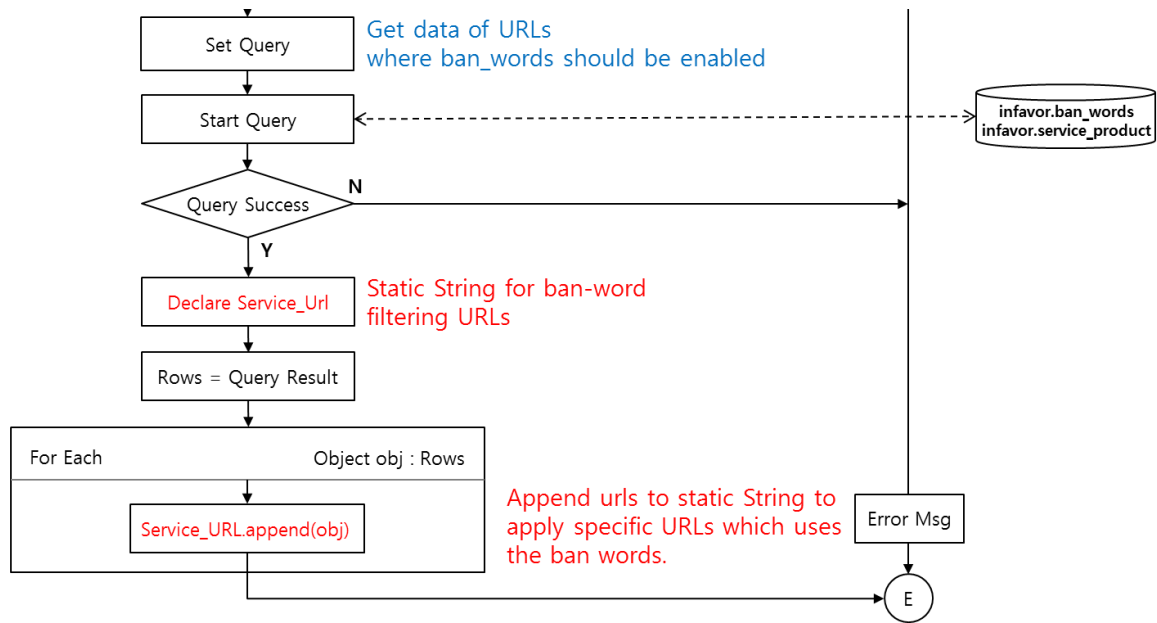 Set Query
Get data of URLs
where ban_words should be enabled
Start Query
infavor.ban_words
infavor.service_product
Query Success
N
Y
Declare Service_Url
Static String for ban-word
filtering URLs
Rows = Query Result
For Each
Object obj : Rows
Service_URL.append(obj)
Append urls to static String to
apply specific URLs which uses
the ban words.
Error Msg
E